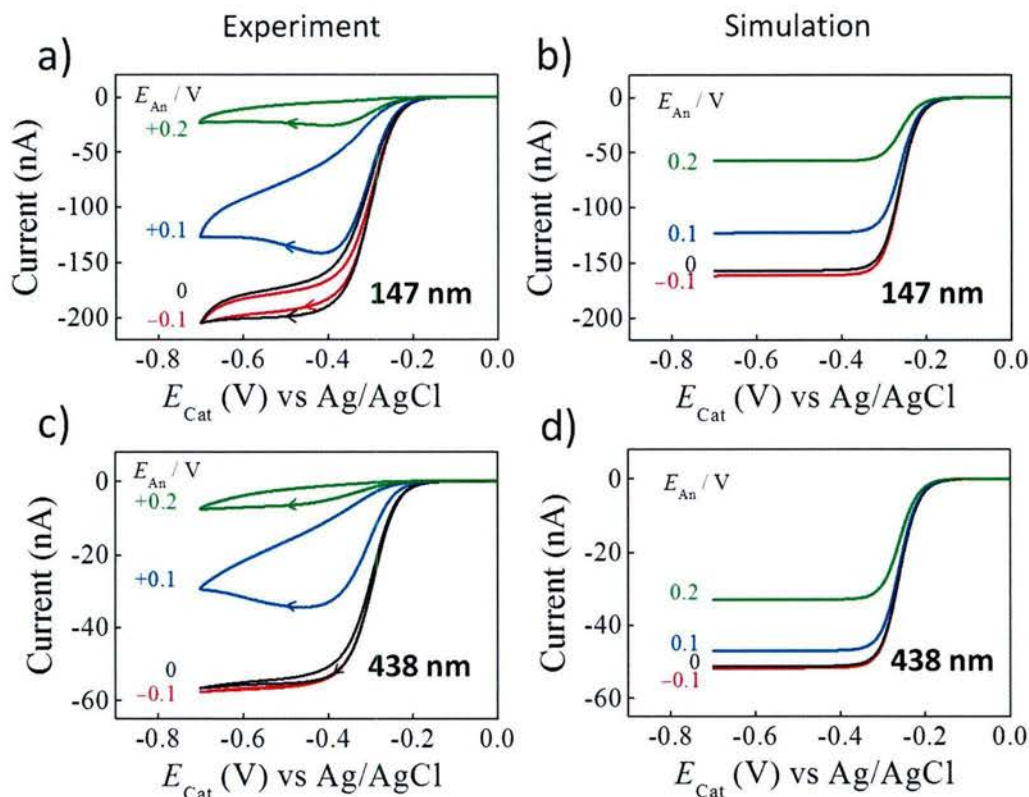 Experiment
Simulation
a)
Current (nA)
0
-50
-100
-150
-200
E_An / V
+0.2
+0.1
0
−0.1
147 nm
-0.8 -0.6 -0.4 -0.2 0.0
E_Cat (V) vs Ag/AgCl
b)
Current (nA)
0
-50
-100
-150
-200
E_An / V
0.2
0.1
0
−0.1
147 nm
-0.8 -0.6 -0.4 -0.2 0.0
E_Cat (V) vs Ag/AgCl
c)
Current (nA)
0
-20
-40
-60
E_An / V
+0.2
+0.1
0
−0.1
438 nm
-0.8 -0.6 -0.4 -0.2 0.0
E_Cat (V) vs Ag/AgCl
d)
Current (nA)
0
-20
-40
-60
E_An / V
0.2
0.1
0
−0.1
438 nm
-0.8 -0.6 -0.4 -0.2 0.0
E_Cat (V) vs Ag/AgCl